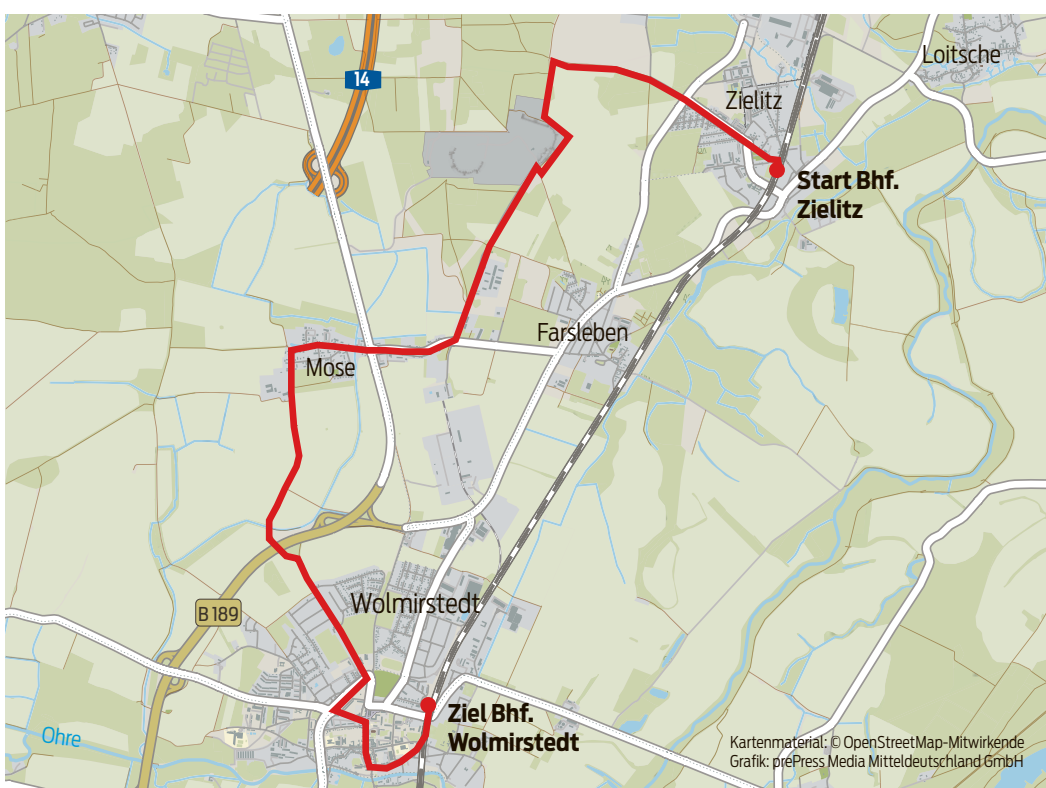 14
Loitsche
Zielitz
Start Bhf.
Zielitz
Farsleben
Mose
Wolmirstedt
B 189
Ziel Bhf.
Wolmirstedt
Ohre
Kartenmaterial: © OpenStreetMap-Mitwirkende
Grafik: prePress Media Mitteldeutschland GmbH